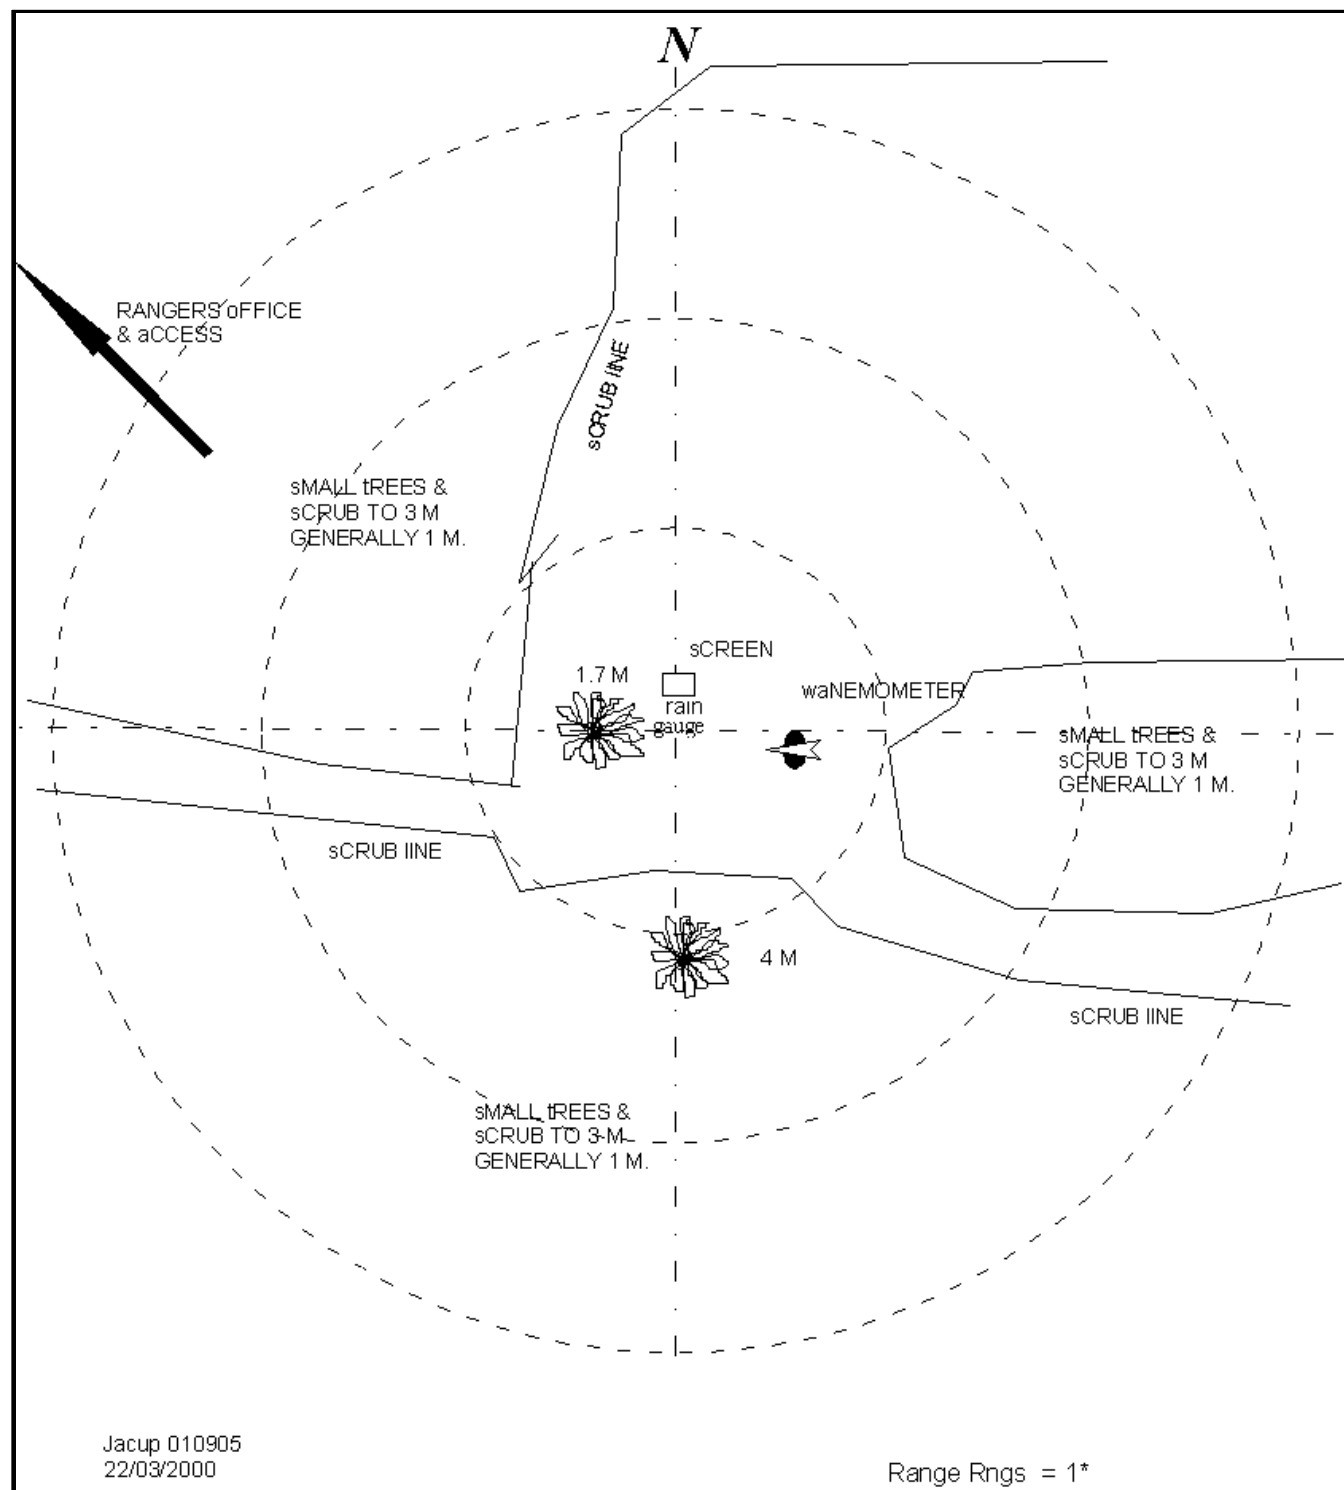 N
RANGERS oFFICE
& aCCESS
sCRUB lINE
sMALL tREES &
sCRUB TO 3 M
GENERALLY 1 M.
sCREEN
1.7 M
rain
gauge
waNEMOMETER
sMALL tREES &
sCRUB TO 3 M
GENERALLY 1 M.
sCRUB lINE
4 M
sCRUB lINE
sMALL tREES &
sCRUB TO 3 M
GENERALLY 1 M.
Jacup 010905
22/03/2000
Range Rngs = 1*